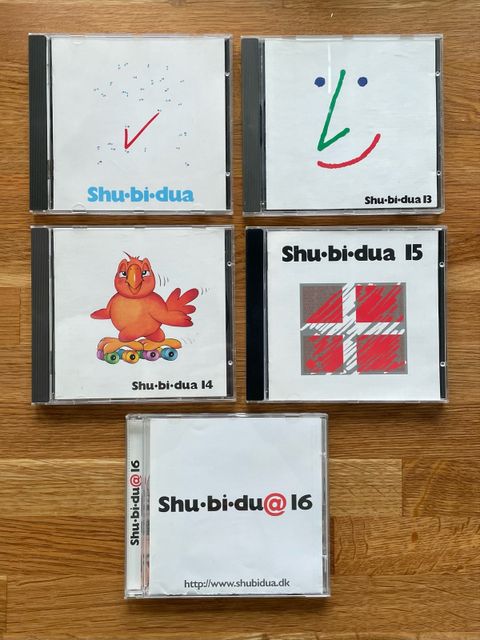 Shu·bi·dua
Shu·bi·dua 13
Shu·bi·dua 14
Shu·bi·dua 15
Shu·bi·du@ 16
Shu·bi·du@ 16
http://www.shubidua.dk